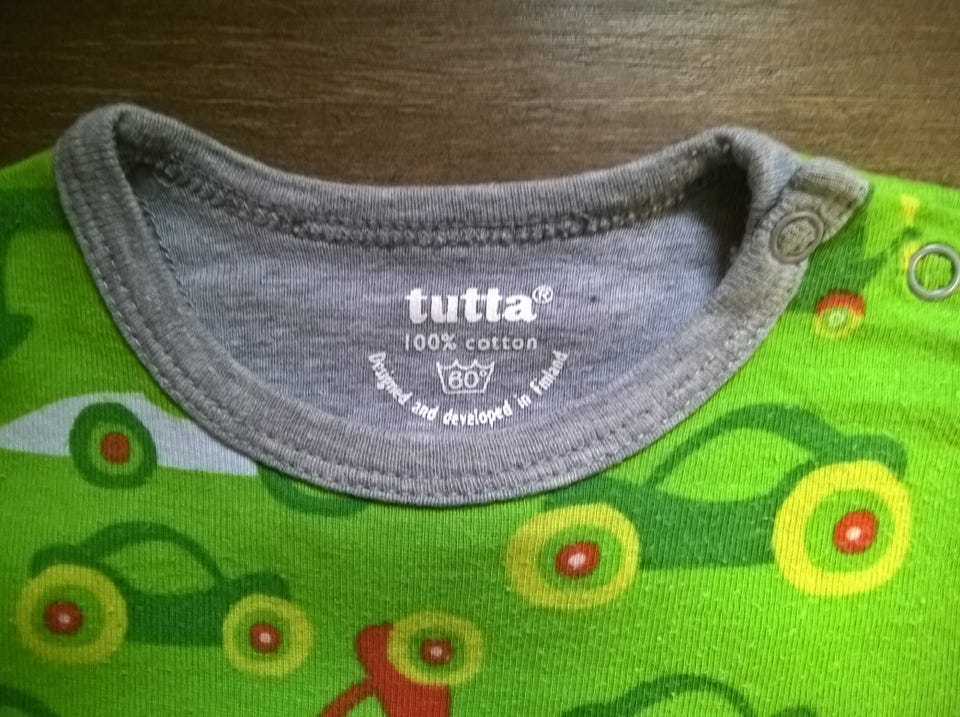 tutta®
100% cotton
60°
Designed and developed in Finland